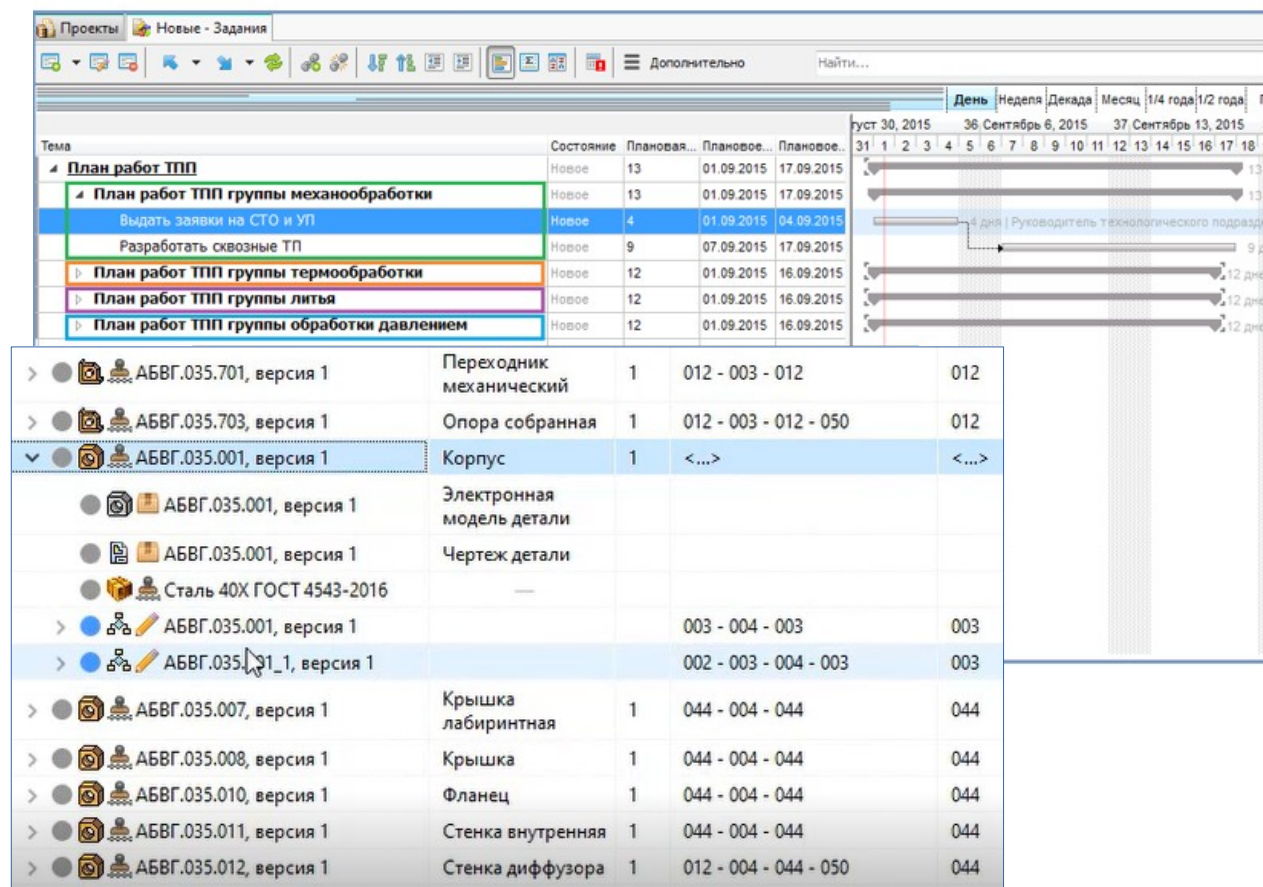 Проекты Новые - Задания
Дополнительно Найти...
День Неделя Декада Месяц 1/4 года 1/2 года
густ 30, 2015 36 Сентябрь 6, 2015 37 Сентябрь 13, 2015
Тема Состояние Плановая... Плановое... Плановое.. 31 1 2 3 4 5 6 7 8 9 10 11 12 13 14 15 16 17 18
План работ ТПП Новое 13 01.09.2015 17.09.2015 13
План работ ТПП группы механообработки Новое 13 01.09.2015 17.09.2015 13
Выдать заявки на СТО и УП Новое 4 01.09.2015 04.09.2015 4 дня | Руководитель технологического подразд
Разработать сквозные ТП Новое 9 07.09.2015 17.09.2015 9 д
План работ ТПП группы термообработки Новое 12 01.09.2015 16.09.2015 12 дне
План работ ТПП группы литья Новое 12 01.09.2015 16.09.2015 12 дне
План работ ТПП группы обработки давлением Новое 12 01.09.2015 16.09.2015 12 дне
АБВГ.035.701, версия 1 Переходник механический 1 012 - 003 - 012 012
АБВГ.035.703, версия 1 Опора собранная 1 012 - 003 - 012 - 050 012
АБВГ.035.001, версия 1 Корпус 1 <...> <...>
АБВГ.035.001, версия 1 Электронная модель детали
АБВГ.035.001, версия 1 Чертеж детали
Сталь 40Х ГОСТ 4543-2016 —
АБВГ.035.001, версия 1 003 - 004 - 003 003
АБВГ.035. 01_1, версия 1 002 - 003 - 004 - 003 003
АБВГ.035.007, версия 1 Крышка лабиринтная 1 044 - 004 - 044 044
АБВГ.035.008, версия 1 Крышка 1 044 - 004 - 044 044
АБВГ.035.010, версия 1 Фланец 1 044 - 004 - 044 044
АБВГ.035.011, версия 1 Стенка внутренняя 1 044 - 004 - 044 044
АБВГ.035.012, версия 1 Стенка диффузора 1 012 - 004 - 044 - 050 044